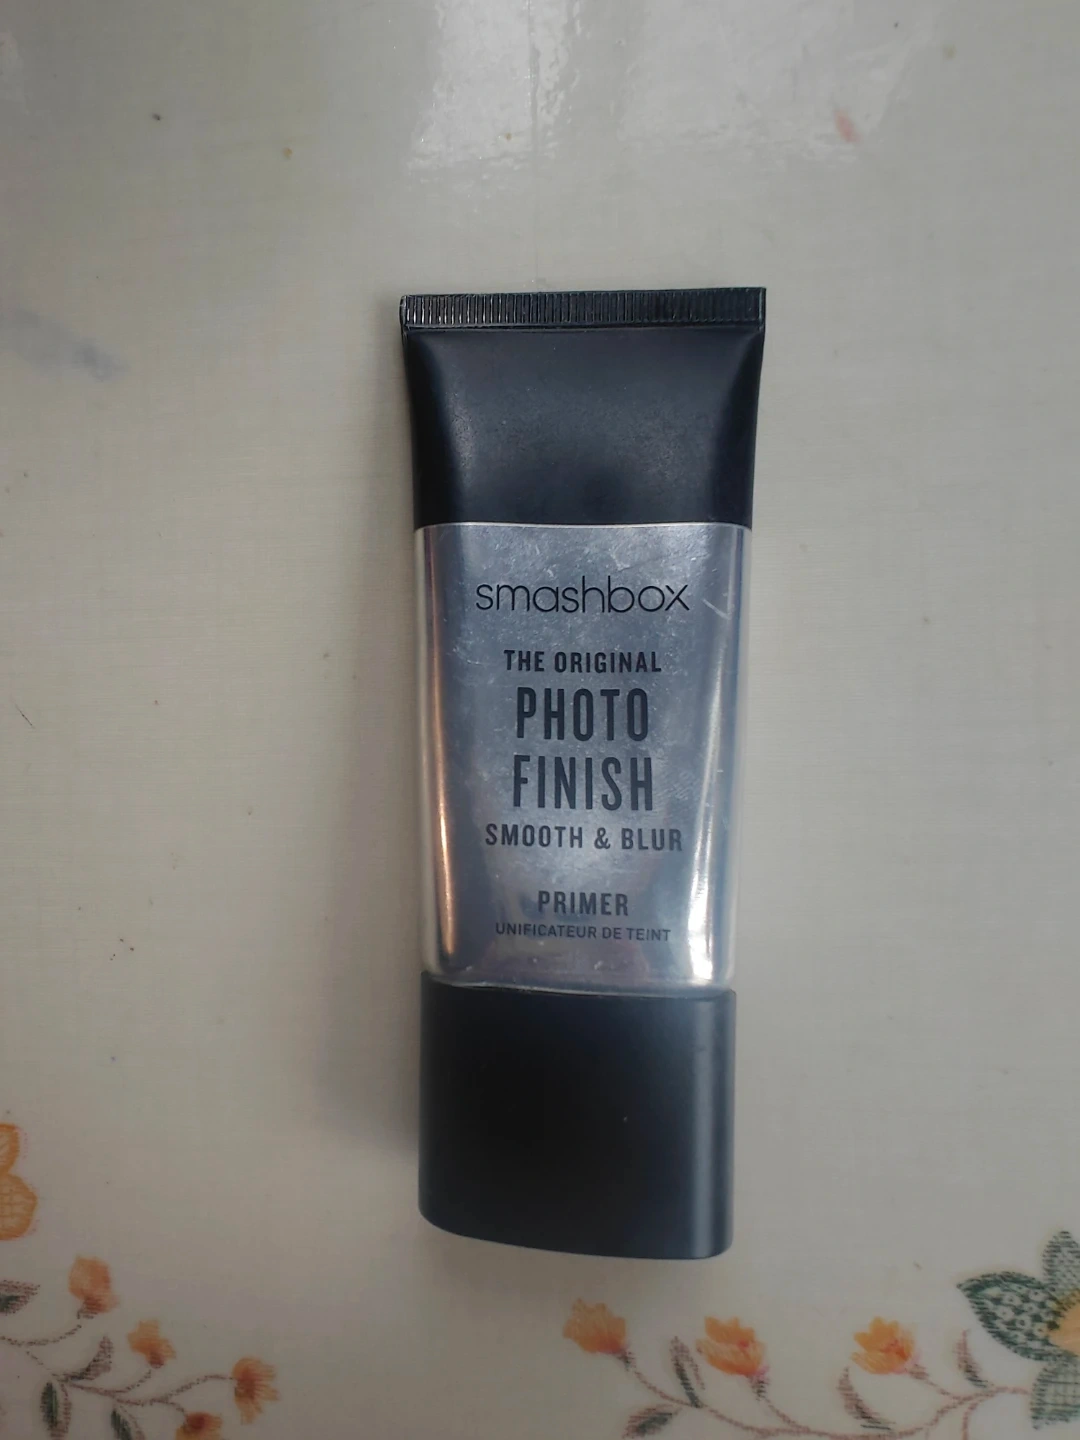 smashbox
THE ORIGINAL
PHOTO
FINISH
SMOOTH & BLUR
PRIMER
UNIFICATEUR DE TEINT